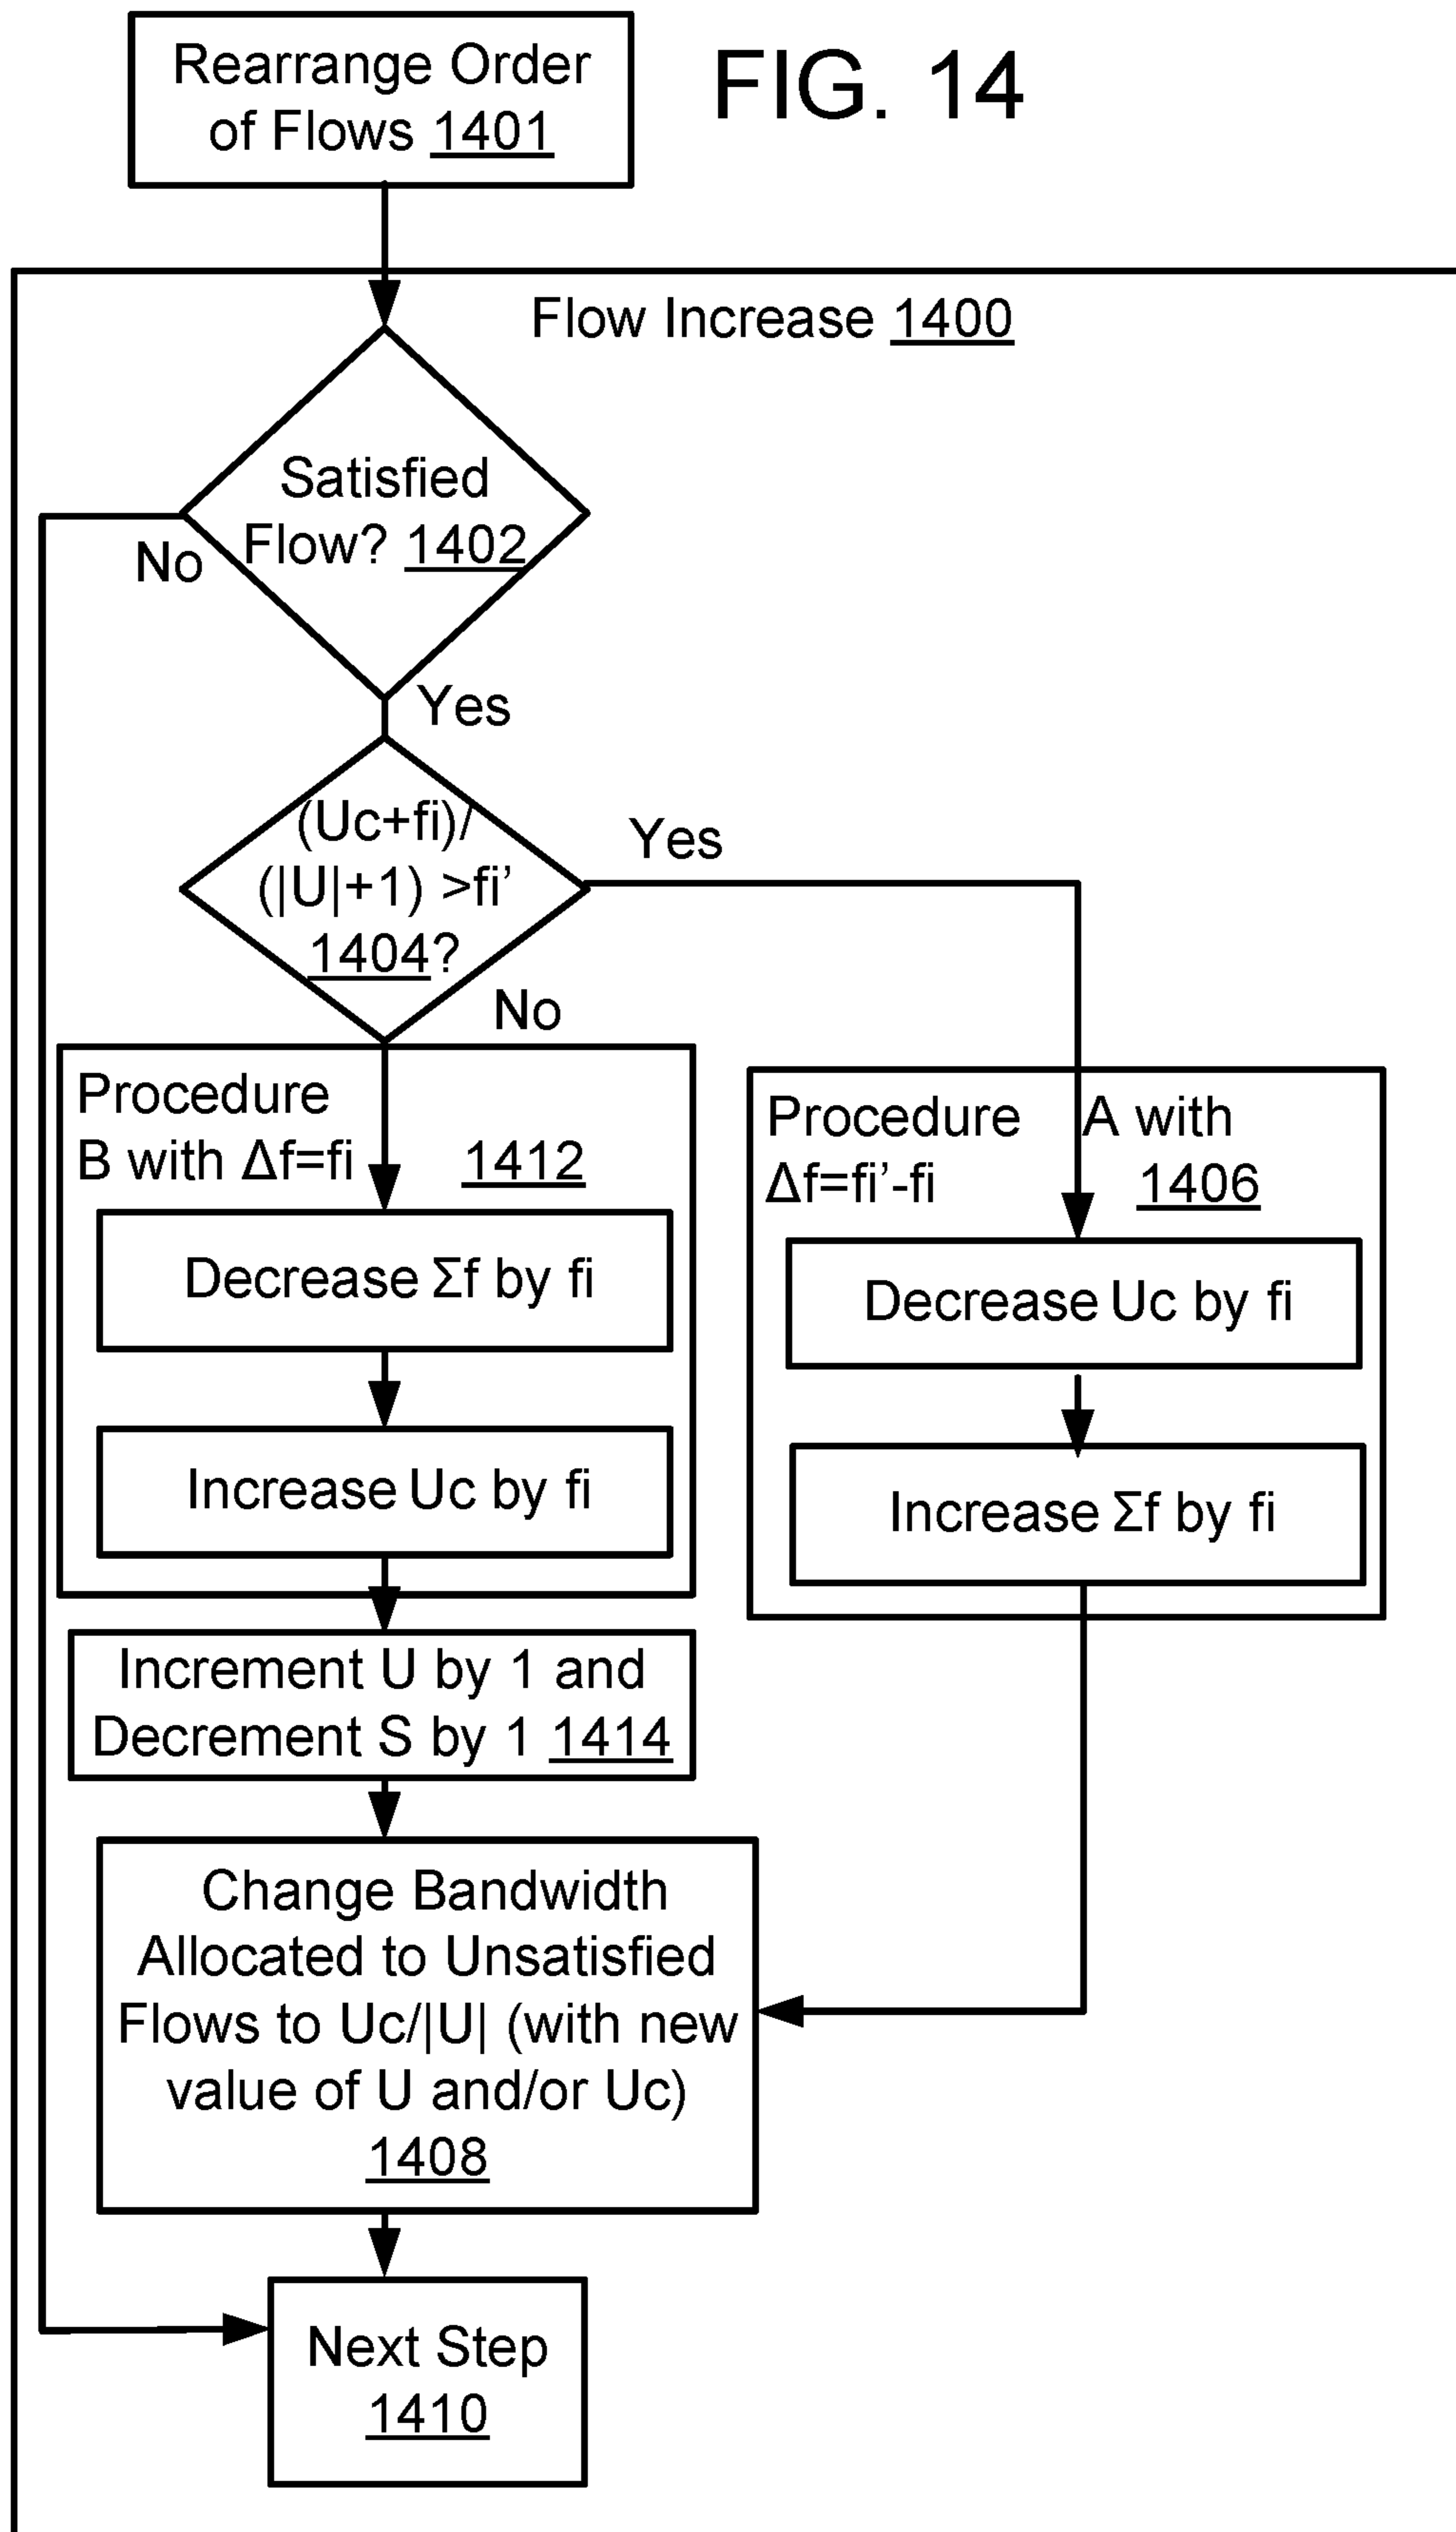 Rearrange Order
of Flows 1401
FIG. 14
Flow Increase 1400
Satisfied
Flow? 1402
No
Yes
(Uc+fi)/
(|U|+1) >fi’
1404?
Yes
No
Procedure
B with Δf=fi 1412
Decrease Σf by fi
Increase Uc by fi
Procedure A with
Δf=fi’-fi 1406
Decrease Uc by fi
Increase Σf by fi
Increment U by 1 and
Decrement S by 1 1414
Change Bandwidth
Allocated to Unsatisfied
Flows to Uc/|U| (with new
value of U and/or Uc)
1408
Next Step
1410